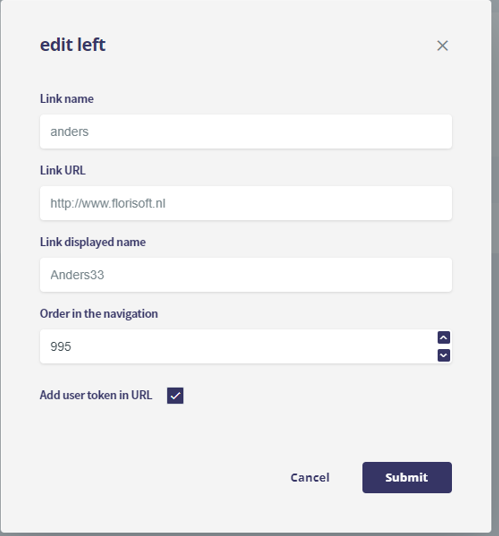 edit left
Link name
anders
Link URL
http://www.florisoft.nl
Link displayed name
Anders33
Order in the navigation
995
Add user token in URL
Cancel
Submit